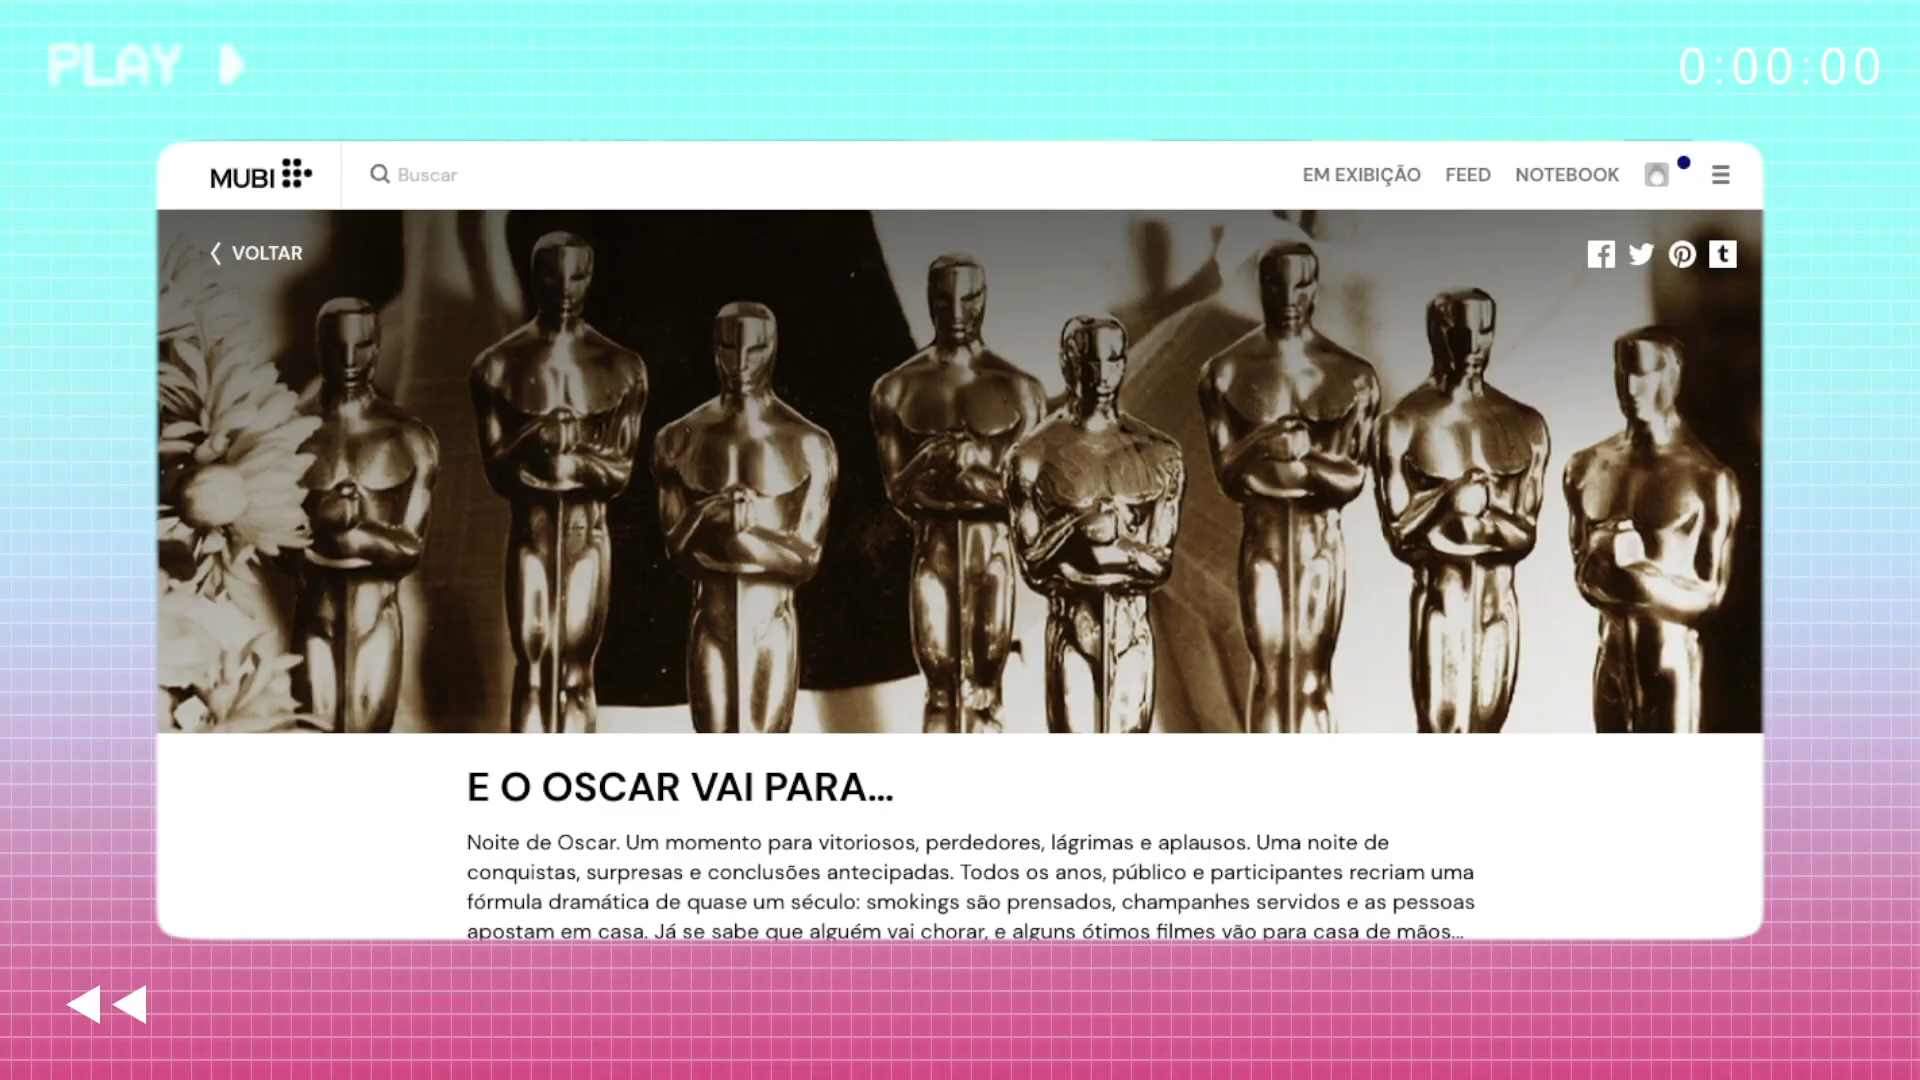 PLAY
0:00:00
MUBI
Buscar
EM EXIBIÇÃO
FEED
NOTEBOOK
VOLTAR
E O OSCAR VAI PARA...
Noite de Oscar. Um momento para vitoriosos, perdedores, lágrimas e aplausos. Uma noite de
conquistas, surpresas e conclusões antecipadas. Todos os anos, público e participantes recriam uma
fórmula dramática de quase um século: smokings são prensados, champanhes servidos e as pessoas
apostam em casa. Já se sabe que alguém vai chorar, e alguns ótimos filmes vão para casa de mãos...